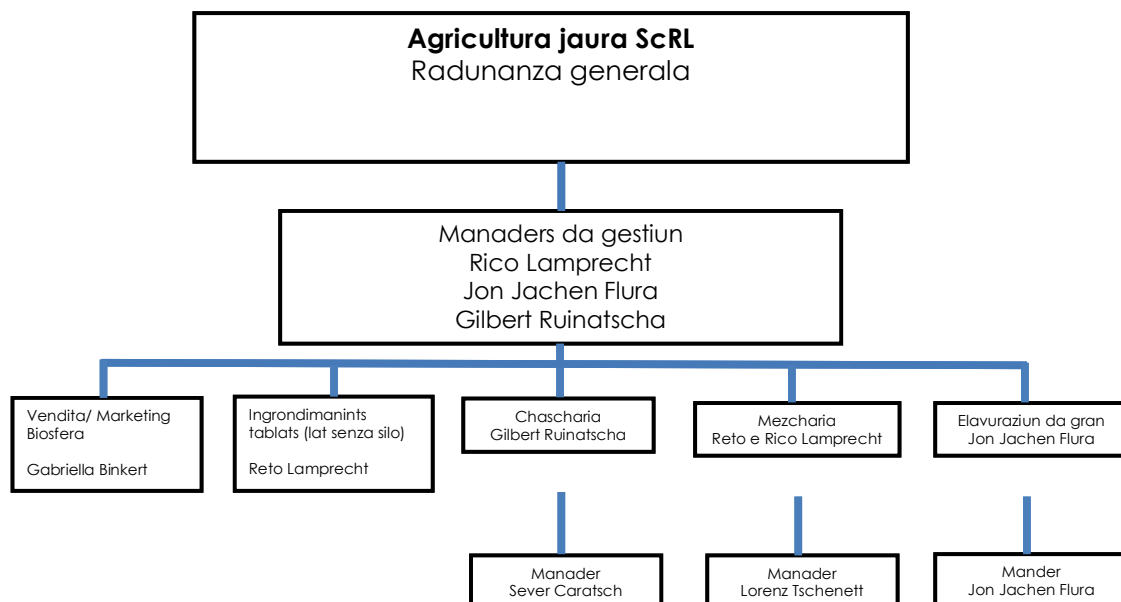 Agricultura jaura ScRL
Radunanza generala
Manaders da gestiun
Rico Lamprecht
Jon Jachen Flura
Gilbert Ruinatscha
Vendita/ Marketing
Biosfera
Gabriella Binkert
Ingrondimanints
tablats (lat senza silo)
Reto Lamprecht
Chascharia
Gilbert Ruinatscha
Mezcharia
Reto e Rico Lamprecht
Elavuraziun da gran
Jon Jachen Flura
Manader
Sever Caratsch
Manader
Lorenz Tschenett
Mander
Jon Jachen Flura